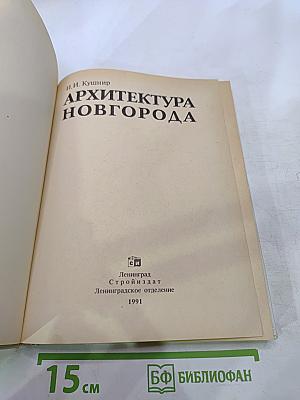 И. И. Кушнир
АРХИТЕКТУРА
НОВГОРОДА
Ленинград
Стройиздат
Ленинградское отделение
1991
15 см
БФ БИБЛИОФАН